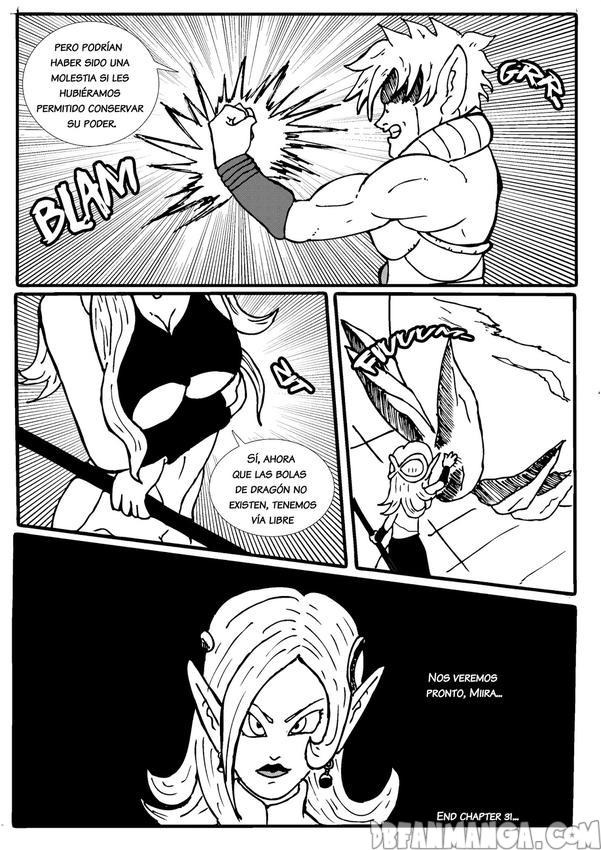 PERO PODRÍAN
HABER SIDO UNA
MOLESTIA SI LES
HUBIÉRAMOS
PERMITIDO CONSERVAR
SU PODER.
GRR..
BLAM
ZIT
FIUUUM...
SÍ, AHORA
QUE LAS BOLAS
DE DRAGÓN NO
EXISTEN, TENEMOS
VÍA LIBRE
NOS VEREMOS
PRONTO, MIIRA...
END CHAPTER 31...
DBFANMANGA.COM